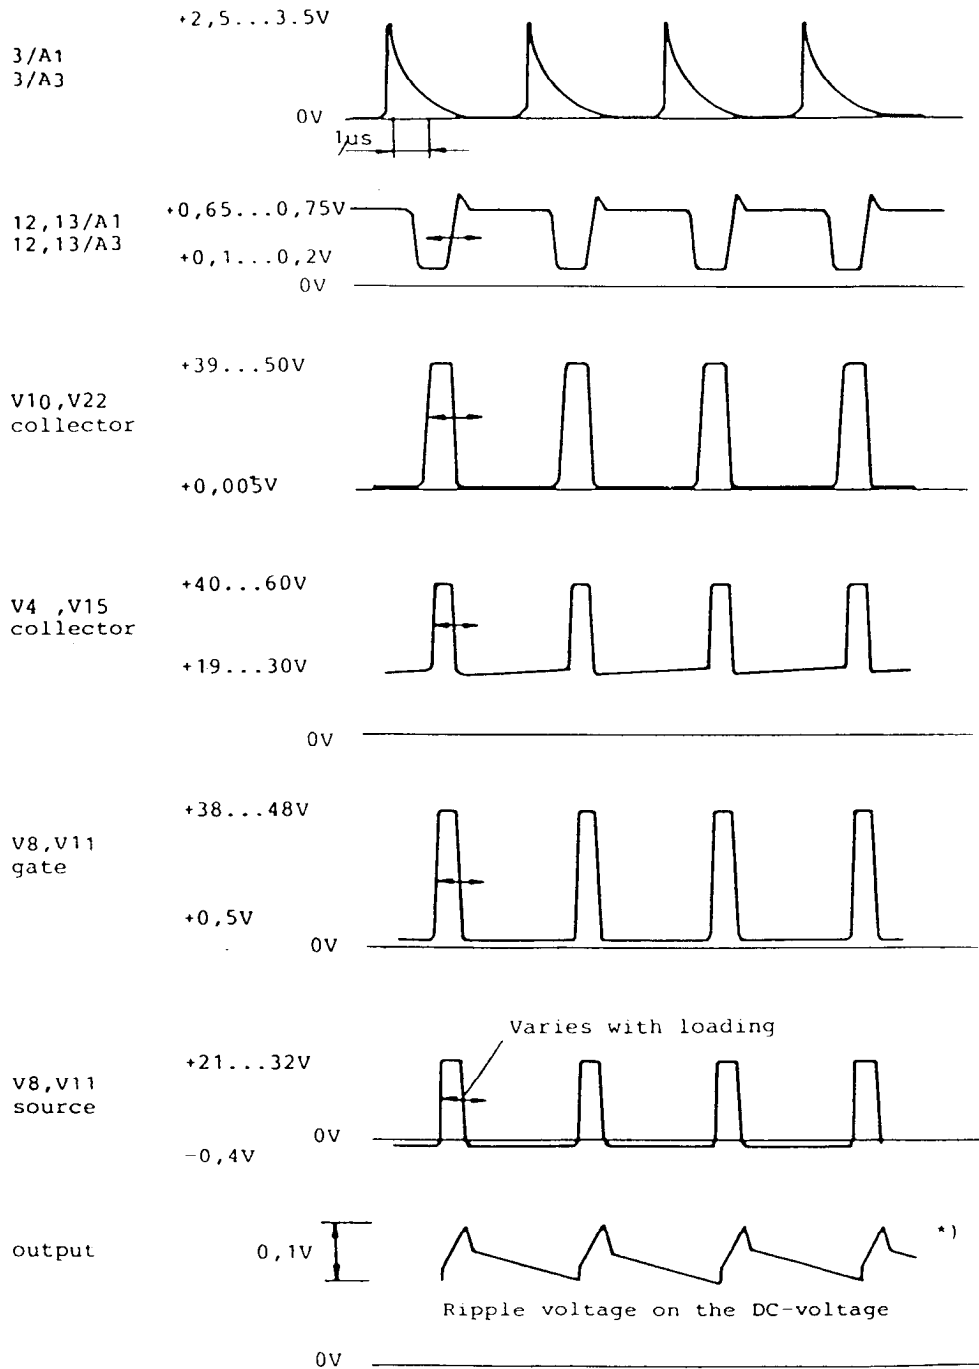 +2,5...3.5V
3/A1
3/A3
0V
1µs
12,13/A1
12,13/A3
+0,65...0,75V
+0,1...0,2V
0V
+39...50V
V10,V22
collector
+0,005V
+40...60V
V4 ,V15
collector
+19...30V
0V
+38...48V
V8,V11
gate
+0,5V
0V
Varies with loading
+21...32V
V8,V11
source
0V
-0,4V
output
0,1V
*)
Ripple voltage on the DC-voltage
0V